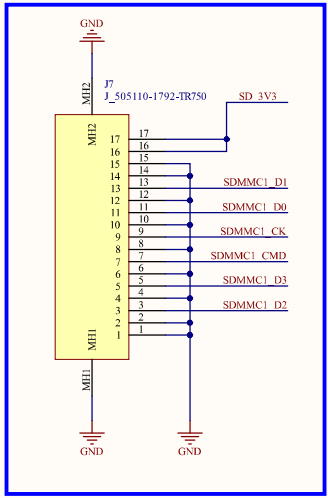 GND
MH2
J7
J_505110-1792-TR750
SD_3V3
MH2
17 17
16 16
15 15
14 14
13 13 SDMMC1_D1
12 12
11 11 SDMMC1_D0
10 10
9 9 SDMMC1_CK
8 8
7 7 SDMMC1_CMD
6 6
5 5 SDMMC1_D3
4 4
3 3 SDMMC1_D2
2 2
1 1
MH1
MH1
GND GND